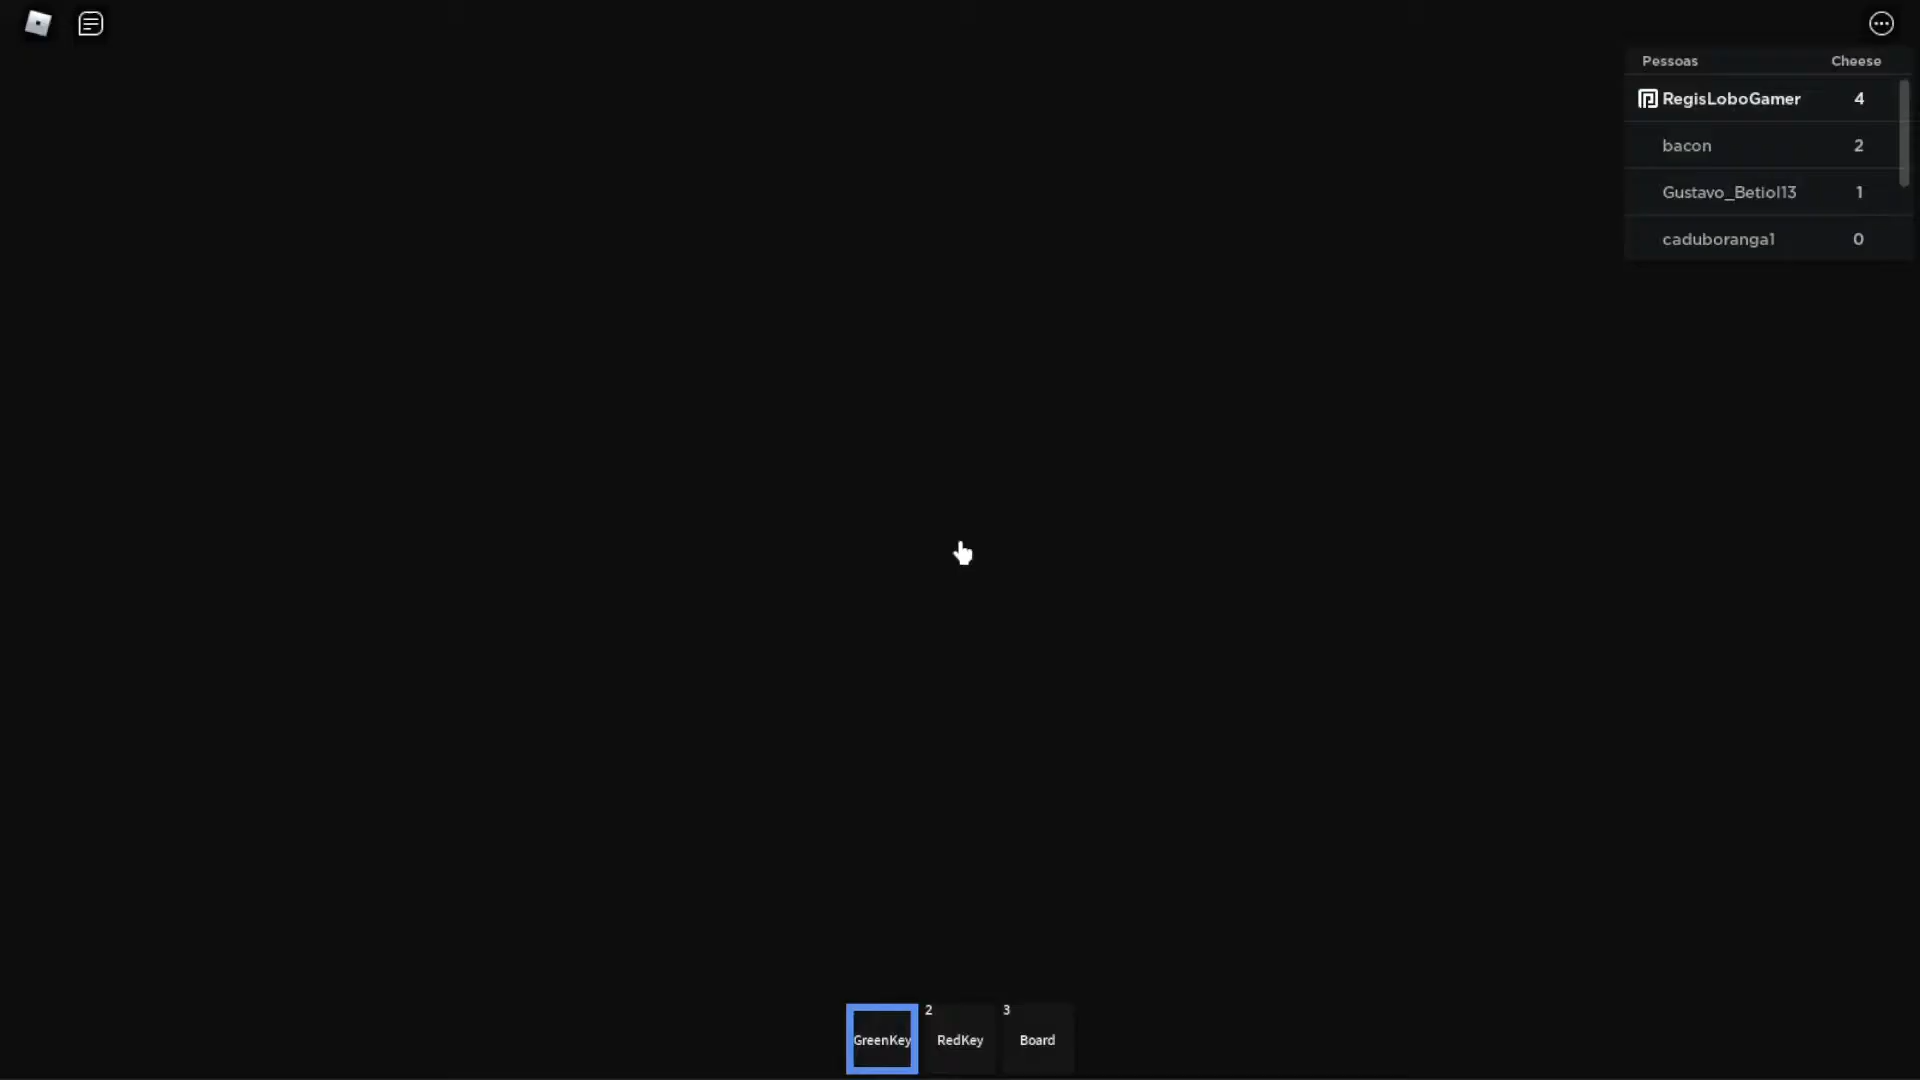 Pessoas Cheese
RegisLoboGamer 4
bacon 2
Gustavo_Betiol13 1
caduboranga1 0
2 3
GreenKey RedKey Board